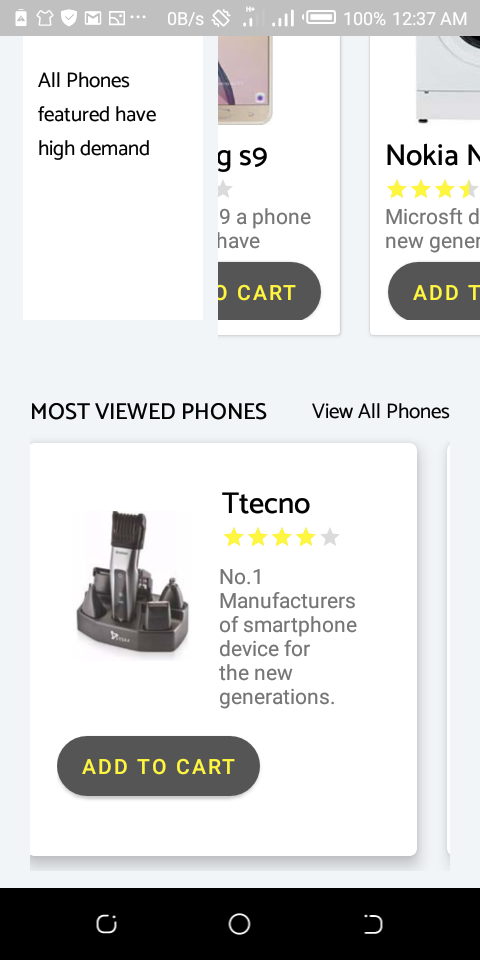 0B/s H+ 100% 12:37 AM
All Phones
featured have
high demand
g s9
9 a phone
have
O CART
Nokia N
Microsft d
new gener
ADD T
MOST VIEWED PHONES
View All Phones
Ttecno
No.1
Manufacturers
of smartphone
device for
the new
generations.
ADD TO CART